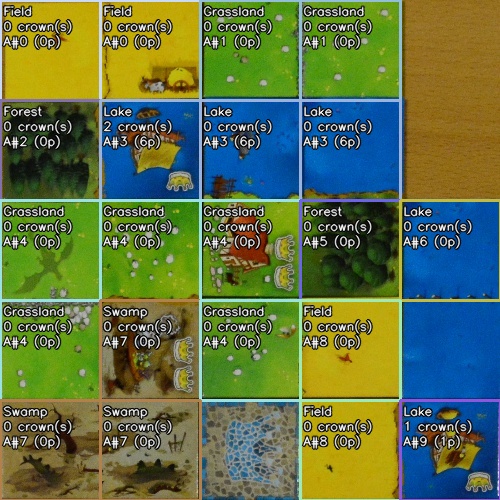 Field
0 crown(s)
A#0 (0p)
Field
0 crown(s)
A#0 (0p)
Grassland
0 crown(s)
A#1 (0p)
Grassland
0 crown(s)
A#1 (0p)
Forest
0 crown(s)
A#2 (0p)
Lake
2 crown(s)
A#3 (6p)
Lake
0 crown(s)
A#3 (6p)
Lake
0 crown(s)
A#3 (6p)
Grassland
0 crown(s)
A#4 (0p)
Grassland
0 crown(s)
A#4 (0p)
Grassland
0 crown(s)
A#4 (0p)
Forest
0 crown(s)
A#5 (0p)
Lake
0 crown(s)
A#6 (0p)
Grassland
0 crown(s)
A#4 (0p)
Swamp
0 crown(s)
A#7 (0p)
Grassland
0 crown(s)
A#4 (0p)
Field
0 crown(s)
A#8 (0p)
Swamp
0 crown(s)
A#7 (0p)
Swamp
0 crown(s)
A#7 (0p)
Field
0 crown(s)
A#8 (0p)
Lake
1 crown(s)
A#9 (1p)